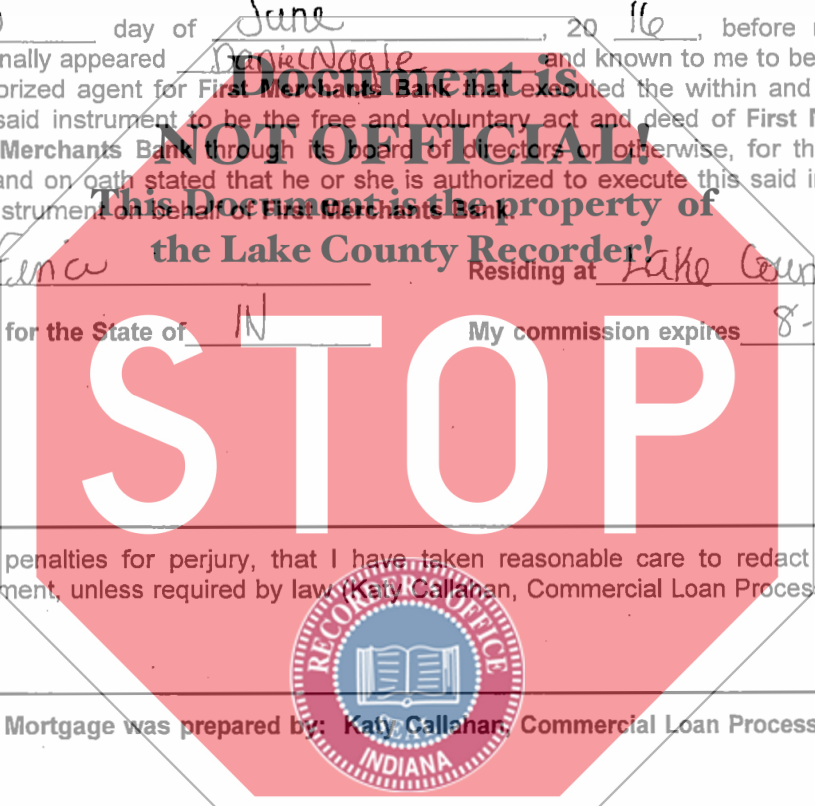 day of June, 20 16, before
nally appeared Daniel Nagle and known to me to be
orized agent for First Merchants Bank that executed the within and
Document is
said instrument to be the free and voluntary act and deed of First
NOT OFFICIAL!
Merchants Bank through its board of directors or otherwise, for th
and on oath stated that he or she is authorized to execute this said i
This Document is the property of
strument on behalf of First Merchants Bank.
the Lake County Recorder!
Residing at Lake Coun
for the State of IN My commission expires 8-
STOP
penalties for perjury, that I have taken reasonable care to redact
ment, unless required by law (Katy Callahan, Commercial Loan Process
RECORDER'S OFFICE
Mortgage was prepared by: Katy Callahan, Commercial Loan Process
SEAL
INDIANA